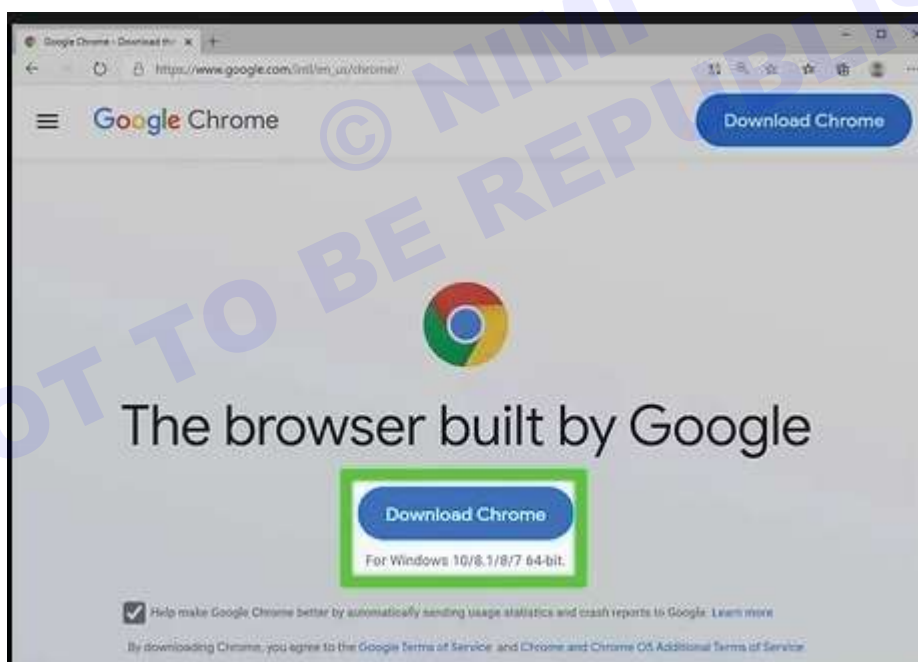 Google Chrome - Download the
https://www.google.com/intl/en_us/chrome/
Google Chrome
Download Chrome
The browser built by Google
Download Chrome
For Windows 10/8.1/8/7 64-bit.
Help make Google Chrome better by automatically sending usage statistics and crash reports to Google. Learn more
By downloading Chrome, you agree to the Google Terms of Service and Chrome and Chrome OS Additional Terms of Service
© NIMI
OT TO BE REPUBLIS